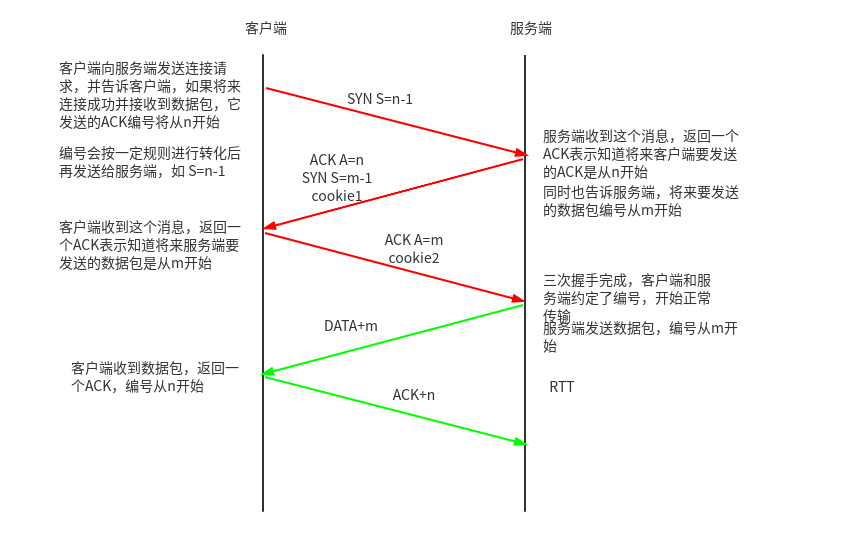 客户端
服务端
客户端向服务端发送连接请
求，并告诉客户端，如果将来
连接成功并接收到数据包，它
发送的ACK编号将从n开始
SYN S=n-1
编号会按一定规则进行转化后
再发送给服务端，如 S=n-1
服务端收到这个消息，返回一个
ACK表示知道将来客户端要发送
的ACK是从n开始
同时也告诉服务端，将来要发送
的数据包编号从m开始
ACK A=n
SYN S=m-1
cookie1
客户端收到这个消息，返回一
个ACK表示知道将来服务端要
发送的数据包是从m开始
ACK A=m
cookie2
三次握手完成，客户端和服
务端约定了编号，开始正常
传输
服务端发送数据包，编号从m开
始
DATA+m
客户端收到数据包，返回一
个ACK，编号从n开始
RTT
ACK+n